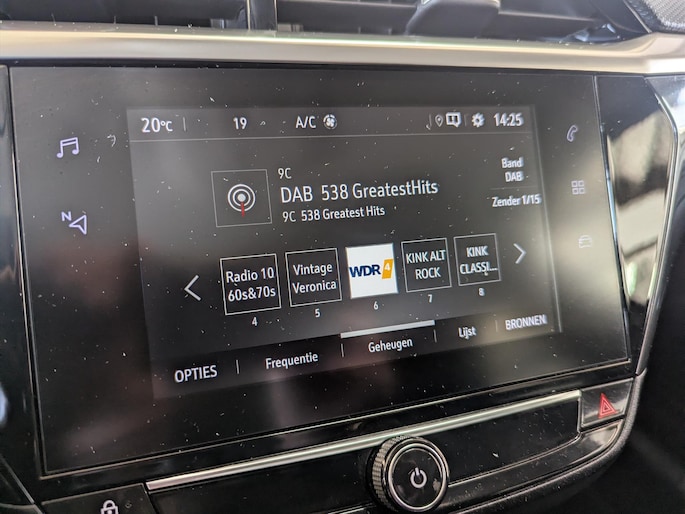 20°C 19 A/C 14:25
N
9C
DAB 538 GreatestHits
9C 538 Greatest Hits
Band
DAB
Zender 1/15
Radio 10
60s&70s
4
Vintage
Veronica
5
WDR 4
6
KINK ALT
ROCK
7
KINK
CLASSI...
8
OPTIES Frequentie Geheugen Lijst BRONNEN